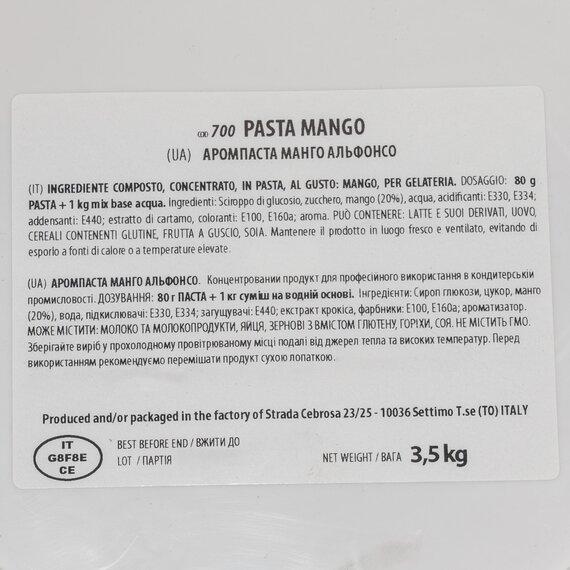 COD 700 PASTA MANGO
(UA) АРОМПАСТА МАНГО АЛЬФОНСО
(IT) INGREDIENTE COMPOSTO, CONCENTRATO, IN PASTA, AL GUSTO: MANGO, PER GELATERIA. DOSAGGIO: 80 g
PASTA + 1 kg mix base acqua. Ingredienti: Sciroppo di glucosio, zucchero, mango (20%), acqua, acidificanti: E330, E334;
addensanti: E440; estratto di cartamo, coloranti: E100, E160a; aroma. PUÒ CONTENERE: LATTE E SUOI DERIVATI, UOVO,
CEREALI CONTENENTI GLUTINE, FRUTTA A GUSCIO, SOIA. Mantenere il prodotto in luogo fresco e ventilato, evitando di
esporlo a fonti di calore o a temperature elevate.
(UA) АРОМПАСТА МАНГО АЛЬФОНСО. Концентрований продукт для професійного використання в кондитерській
промисловості. ДОЗУВАННЯ: 80 г ПАСТА + 1 кг суміш на водній основі. Інгредієнти: Сироп глюкози, цукор, манго
(20%), вода, підкислювачі: E330, E334; загущувачі: E440; екстракт крокіса, фарбники: E100, E160a; ароматизатор.
МОЖЕ МІСТИТИ: МОЛОКО ТА МОЛОКОПРОДУКТИ, ЯЙЦЯ, ЗЕРНОВІ З ВМІСТОМ ГЛЮТЕНУ, ГОРІХИ, СОЯ. НЕ МІСТИТЬ ГМО.
Зберігайте виріб у прохолодному провітрюваному місці подалі від джерел тепла та високих температур. Перед
використанням рекомендуємо перемішати продукт сухою лопаткою.
Produced and/or packaged in the factory of Strada Cebrosa 23/25 - 10036 Settimo T.se (TO) ITALY
IT
G8F8E
CE
BEST BEFORE END / ВЖИТИ ДО
LOT / ПАРТІЯ
NET WEIGHT / ВАГА 3,5 kg